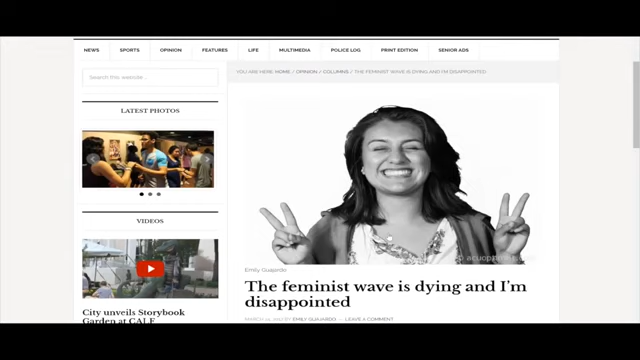 NEWS SPORTS OPINION FEATURES LIFE MULTIMEDIA POLICE LOG PRINT EDITION SENIOR ADS
Search this website …
YOU ARE HERE: HOME / OPINION / COLUMNS / THE FEMINIST WAVE IS DYING AND I'M DISAPPOINTED
LATEST PHOTOS
VIDEOS
City unveils Storybook
Garden at CALF
Emily Guajardo
The feminist wave is dying and I'm
disappointed
BY EMILY GUAJARDO — LEAVE A COMMENT